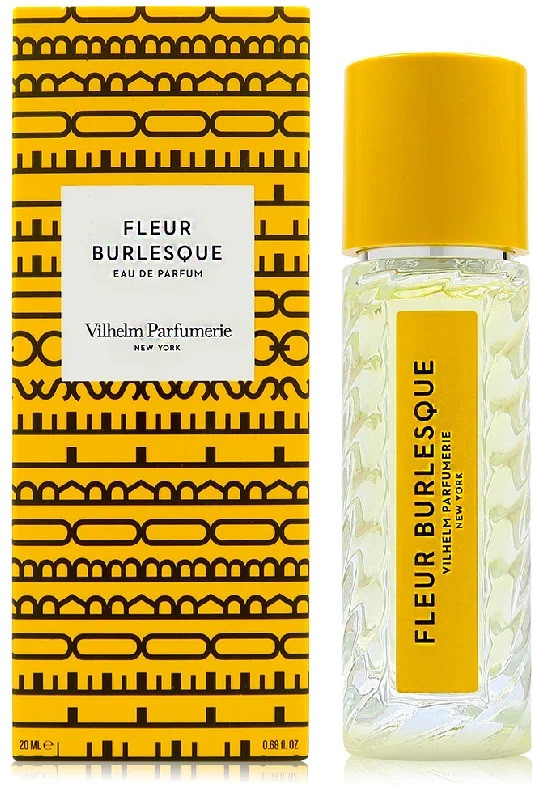 FLEUR
BURLESQUE
EAU DE PARFUM
Vilhelm Parfumerie
NEW YORK
20 ML ℮
0.68 fl. OZ
FLEUR BURLESQUE
VILHELM PARFUMERIE
NEW YORK